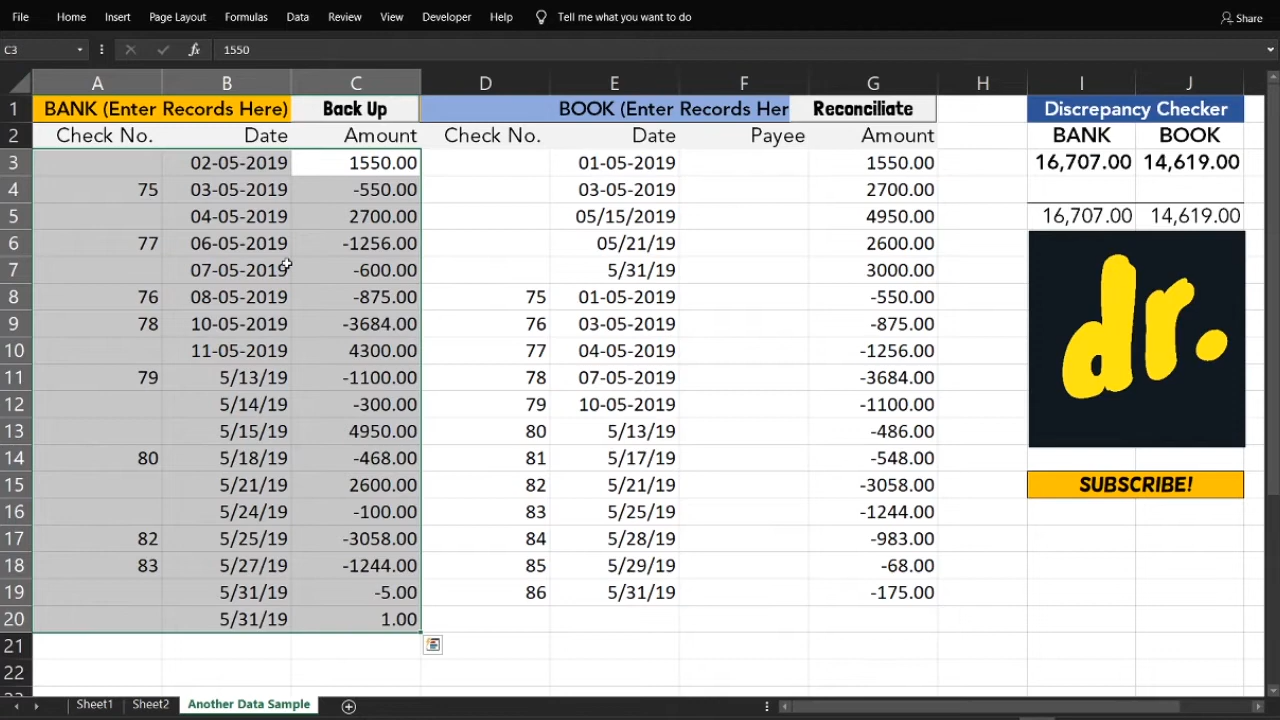 File Home Insert Page Layout Formulas Data Review View Developer Help Tell me what you want to do Share
C3 fx 1550
A B C D E F G H I J
1 BANK (Enter Records Here) Back Up BOOK (Enter Records Her Reconciliate Discrepancy Checker
2 Check No. Date Amount Check No. Date Payee Amount BANK BOOK
3 02-05-2019 1550.00 01-05-2019 1550.00 16,707.00 14,619.00
4 75 03-05-2019 -550.00 03-05-2019 2700.00
5 04-05-2019 2700.00 05/15/2019 4950.00 16,707.00 14,619.00
6 77 06-05-2019 -1256.00 05/21/19 2600.00
7 07-05-2019 -600.00 5/31/19 3000.00
8 76 08-05-2019 -875.00 75 01-05-2019 -550.00
9 78 10-05-2019 -3684.00 76 03-05-2019 -875.00
10 11-05-2019 4300.00 77 04-05-2019 -1256.00
dr.
11 79 5/13/19 -1100.00 78 07-05-2019 -3684.00
12 5/14/19 -300.00 79 10-05-2019 -1100.00
13 5/15/19 4950.00 80 5/13/19 -486.00
14 80 5/18/19 -468.00 81 5/17/19 -548.00
15 5/21/19 2600.00 82 5/21/19 -3058.00 SUBSCRIBE!
16 5/24/19 -100.00 83 5/25/19 -1244.00
17 82 5/25/19 -3058.00 84 5/28/19 -983.00
18 83 5/27/19 -1244.00 85 5/29/19 -68.00
19 5/31/19 -5.00 86 5/31/19 -175.00
20 5/31/19 1.00
21
22
Sheet1 Sheet2 Another Data Sample